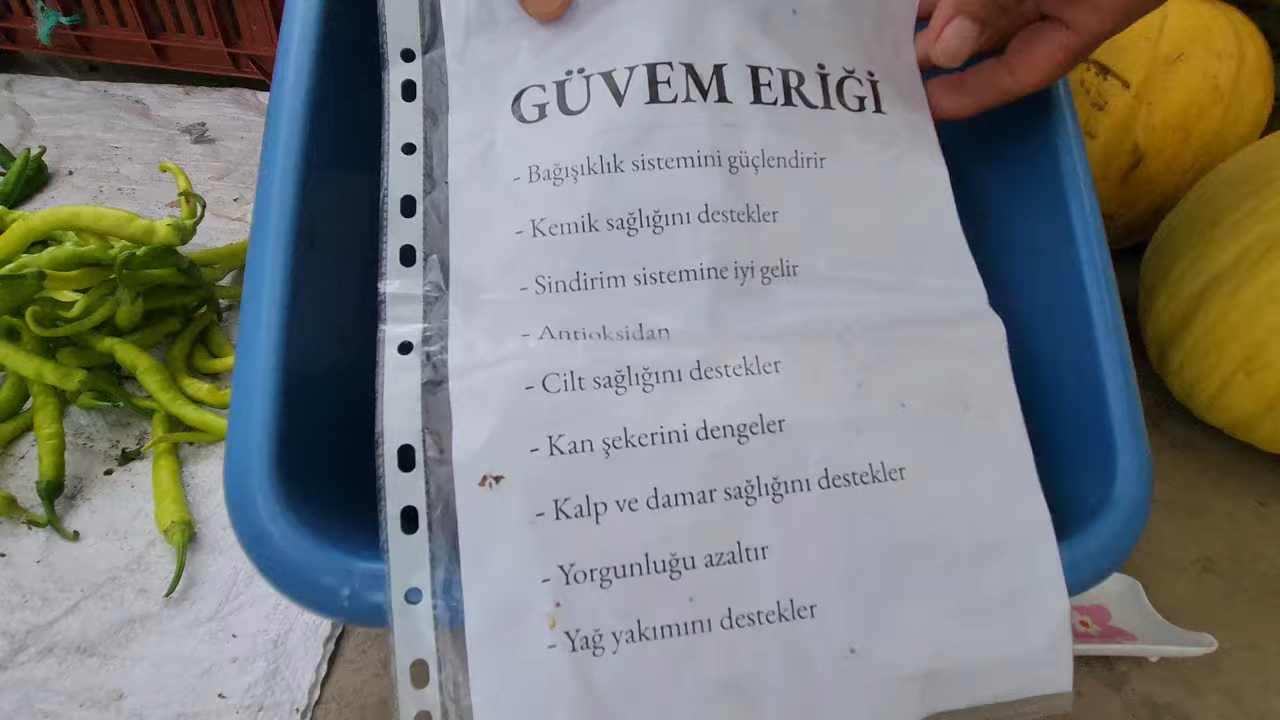 GÜVEM ERİĞİ
- Bağışıklık sistemini güçlendirir
- Kemik sağlığını destekler
- Sindirim sistemine iyi gelir
- Antioksidan
- Cilt sağlığını destekler
- Kan şekerini dengeler
- Kalp ve damar sağlığını destekler
- Yorgunluğu azaltır
- Yağ yakımını destekler